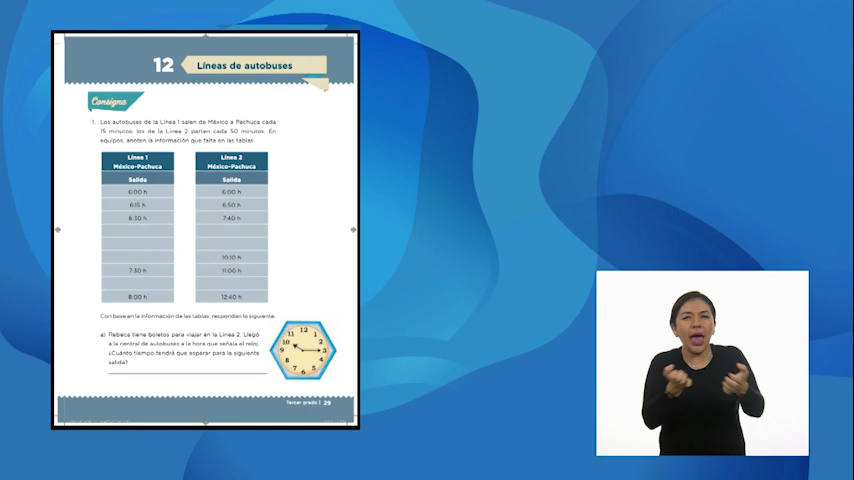 12 Líneas de autobuses
Consigna
1. Los autobuses de la Línea 1 salen de México a Pachuca cada
15 minutos, los de la Línea 2 parten cada 50 minutos. En
equipos, anoten la información que falta en las tablas.
Línea 1
México-Pachuca
Salida
6:00 h
6:15 h
6:30 h
7:30 h
8:00 h
Línea 2
México-Pachuca
Salida
6:00 h
6:50 h
7:40 h
10:10 h
11:00 h
12:40 h
Con base en la información de las tablas, respondan lo siguiente.
a) Rebeca tiene boletos para viajar en la Línea 2. Llegó
a la central de autobuses a la hora que señala el reloj,
¿Cuánto tiempo tendrá que esperar para la siguiente
salida?
12
11 1
10 2
9 3
8 4
7 6 5
Tercer grado | 29